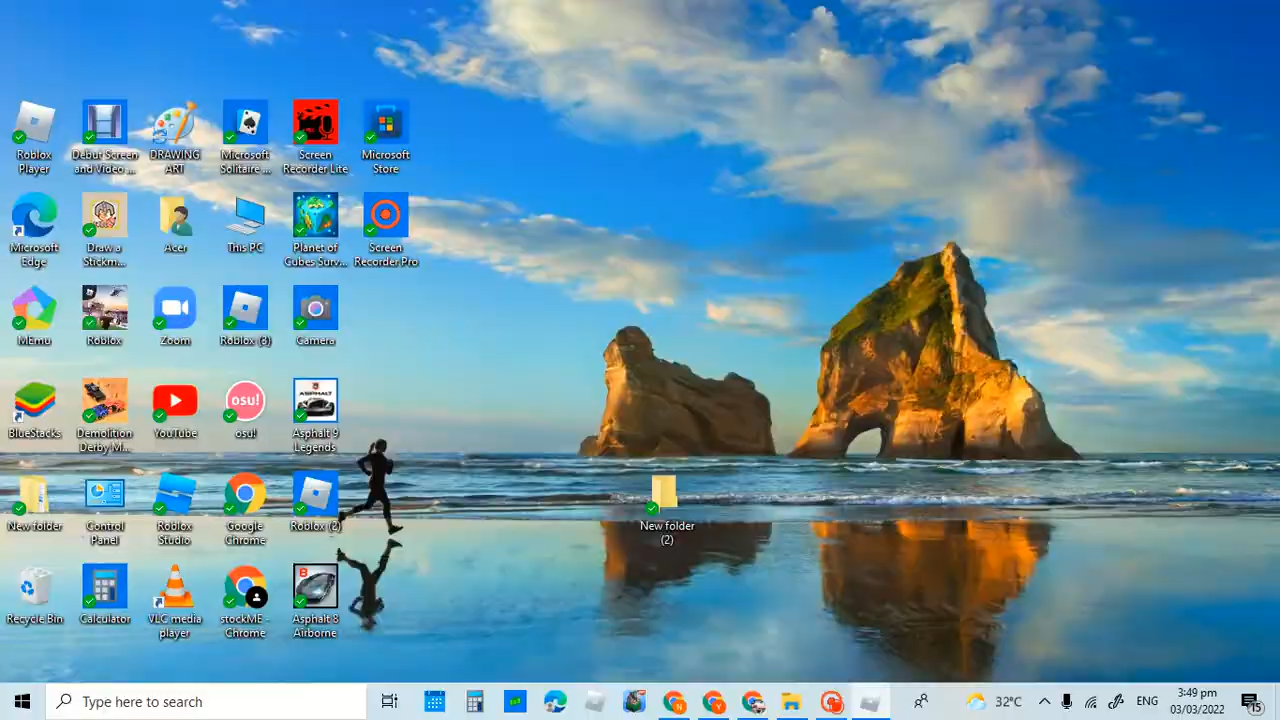 Roblox
Player
Debut Screen
and Video ...
DRAWING
ART
Microsoft
Solitaire ...
Screen
Recorder Lite
Microsoft
Store
Microsoft
Edge
Draw a
Stickm...
Acer
This PC
Planet of
Cubes Surv...
Screen
Recorder Pro
MEmu
Roblox
Zoom
Roblox (3)
Camera
BlueStacks
Demolition
Derby M...
YouTube
osu!
osu!
ASPHALT
Asphalt 9
Legends
New folder
Control
Panel
Roblox
Studio
Google
Chrome
Roblox (2)
New folder
(2)
Recycle Bin
Calculator
VLC media
player
stockME -
Chrome
Asphalt 8
Airborne
Type here to search
N
Y
32°C
ENG
3:49 pm
03/03/2022
15